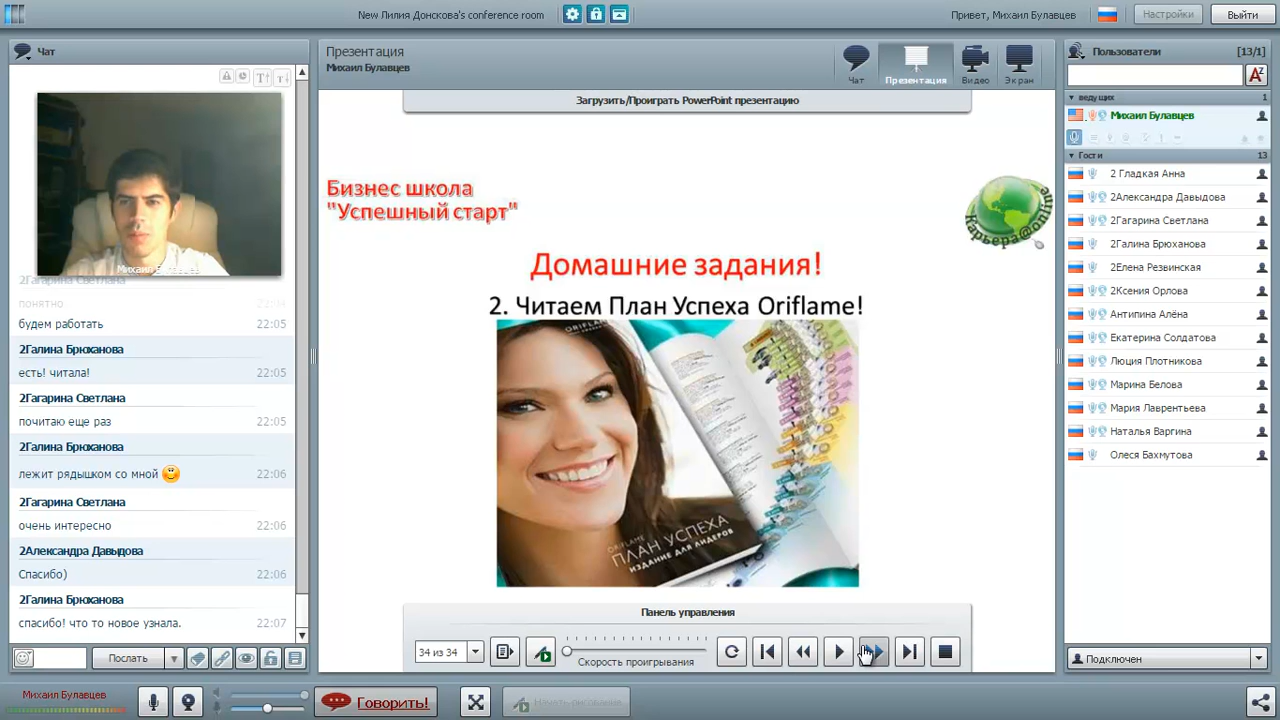 New Лилия Донскова's conference room
Привет, Михаил Булавцев
Настройки
Выйти
Чат
Михаил Булавцев
2Гагарина Светлана
понятно
будем работать 22:05
2Галина Брюханова
есть! читала! 22:05
2Гагарина Светлана
почитаю еще раз 22:05
2Галина Брюханова
лежит рядышком со мной 22:06
2Гагарина Светлана
очень интересно 22:06
2Александра Давыдова
Спасибо) 22:06
2Галина Брюханова
спасибо! что то новое узнала. 22:07
Послать
Презентация
Михаил Булавцев
Чат
Презентация
Видео
Экран
Загрузить/Проиграть PowerPoint презентацию
Бизнес школа
"Успешный старт"
Карьера@online
Домашние задания!
2. Читаем План Успеха Oriflame!
ORIFLAME
ORIFLAME
ПЛАН УСПЕХА
ИЗДАНИЕ ДЛЯ ЛИДЕРОВ
Панель управления
34 из 34
Скорость проигрывания
Пользователи [13/1]
AZ
ведущих 1
Михаил Булавцев
Гости 13
2 Гладкая Анна
2Александра Давыдова
2Гагарина Светлана
2Галина Брюханова
2Елена Резвинская
2Ксения Орлова
Антипина Алёна
Екатерина Солдатова
Люция Плотникова
Марина Белова
Мария Лаврентьева
Наталья Варгина
Олеся Бахмутова
Подключен
Михаил Булавцев
Говорить!